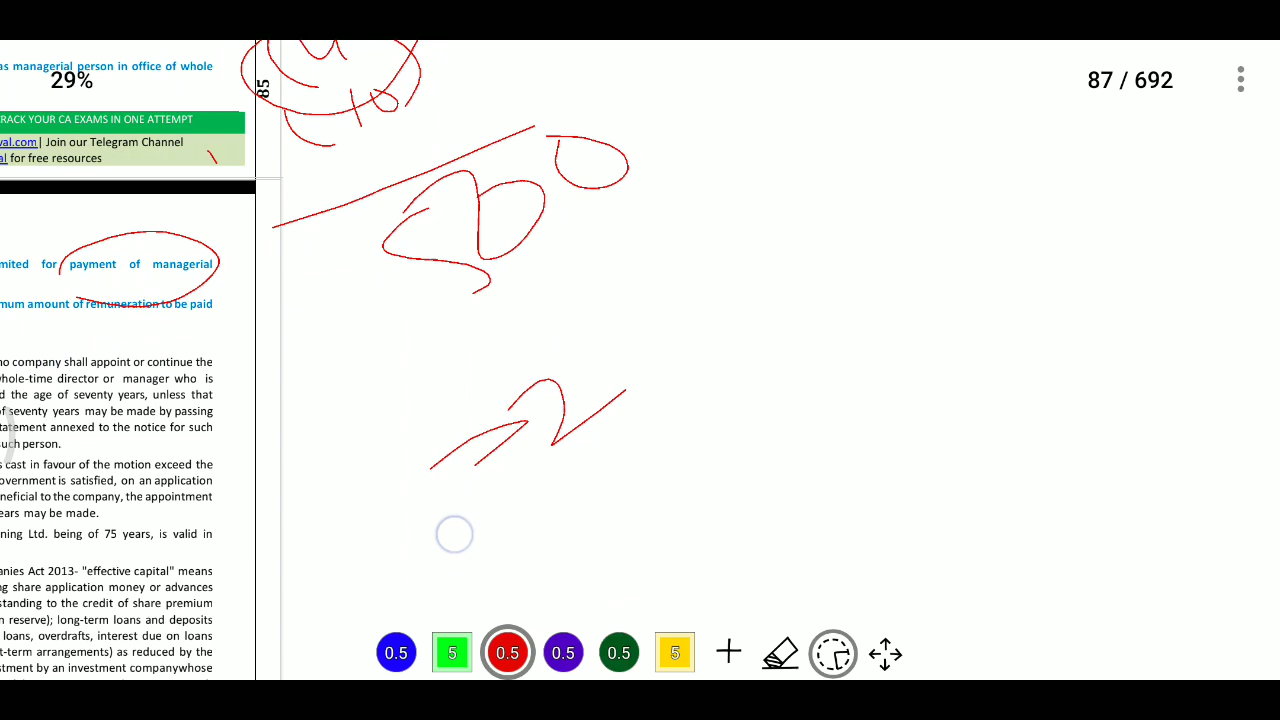 as managerial person in office of whole
29%
85
87 / 692
TRACK YOUR CA EXAMS IN ONE ATTEMPT
val.com| Join our Telegram Channel
al for free resources
mited for payment of managerial
mum amount of remuneration to be paid
no company shall appoint or continue the
whole-time director or manager who is
d the age of seventy years, unless that
of seventy years may be made by passing
tatement annexed to the notice for such
such person.
s cast in favour of the motion exceed the
overnment is satisfied, on an application
neficial to the company, the appointment
ears may be made.
ning Ltd. being of 75 years, is valid in
anies Act 2013- "effective capital" means
ng share application money or advances
standing to the credit of share premium
n reserve); long-term loans and deposits
loans, overdrafts, interest due on loans
t-term arrangements) as reduced by the
stment by an investment companywhose
0.5 5 0.5 0.5 0.5 5